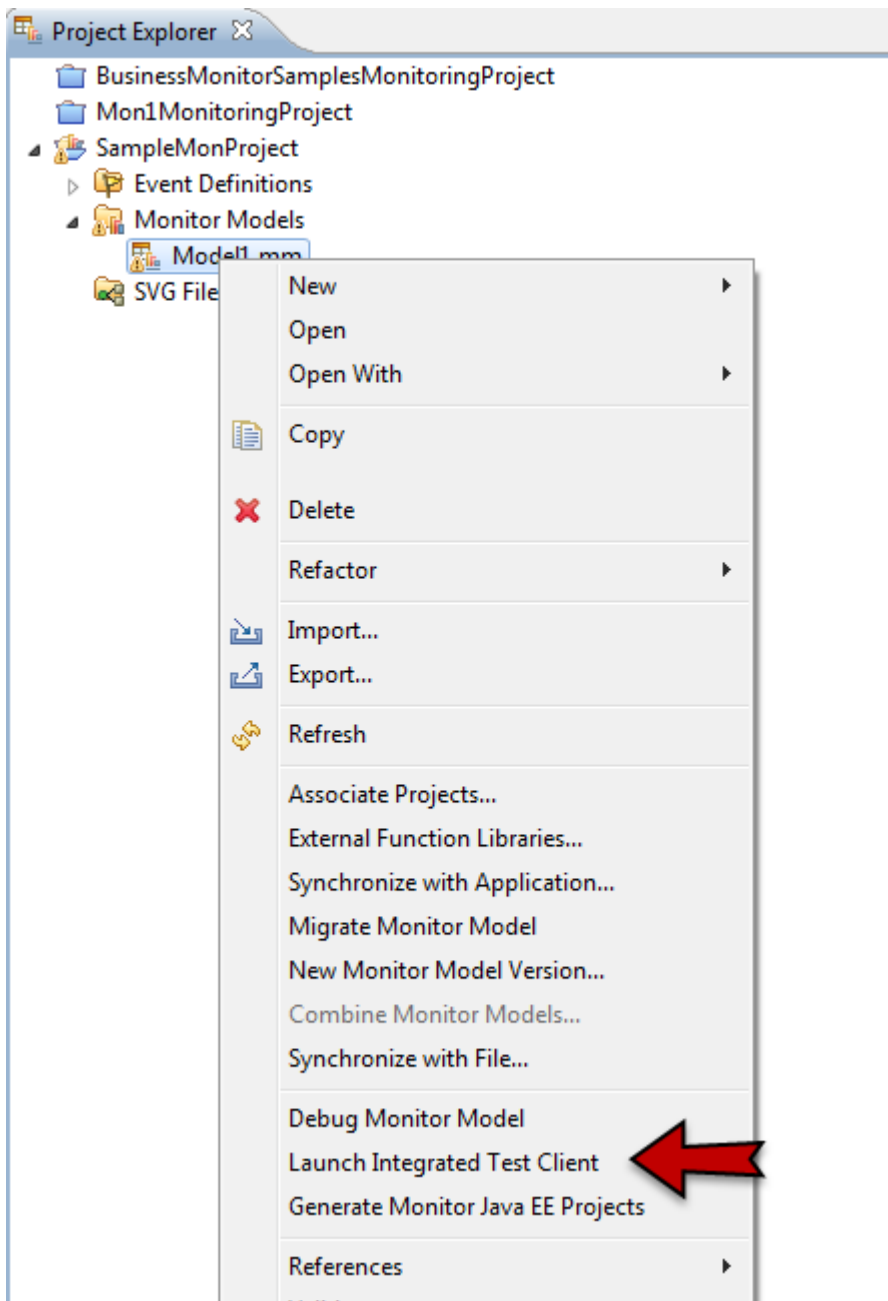 Project Explorer
BusinessMonitorSamplesMonitoringProject
Mon1MonitoringProject
SampleMonProject
Event Definitions
Monitor Models
Model1.mm
SVG File
New
Open
Open With
Copy
Delete
Refactor
Import...
Export...
Refresh
Associate Projects...
External Function Libraries...
Synchronize with Application...
Migrate Monitor Model
New Monitor Model Version...
Combine Monitor Models...
Synchronize with File...
Debug Monitor Model
Launch Integrated Test Client
Generate Monitor Java EE Projects
References